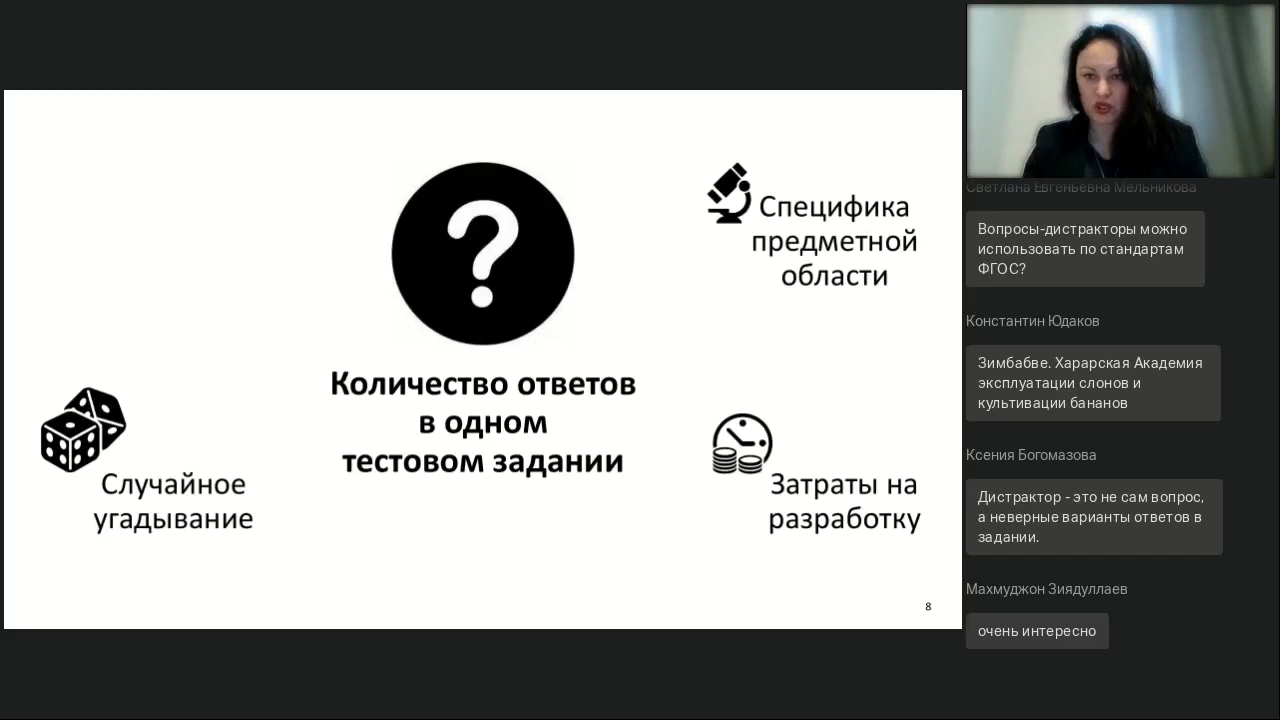 Специфика
предметной
области
Количество ответов
в одном
тестовом задании
Случайное
угадывание
Затраты на
разработку
8
Светлана Евгеньевна Мельникова
Вопросы-дистракторы можно
использовать по стандартам
ФГОС?
Константин Юдаков
Зимбабве. Харарская Академия
эксплуатации слонов и
культивации бананов
Ксения Богомазова
Дистрактор - это не сам вопрос,
а неверные варианты ответов в
задании.
Махмуджон Зиядуллаев
очень интересно